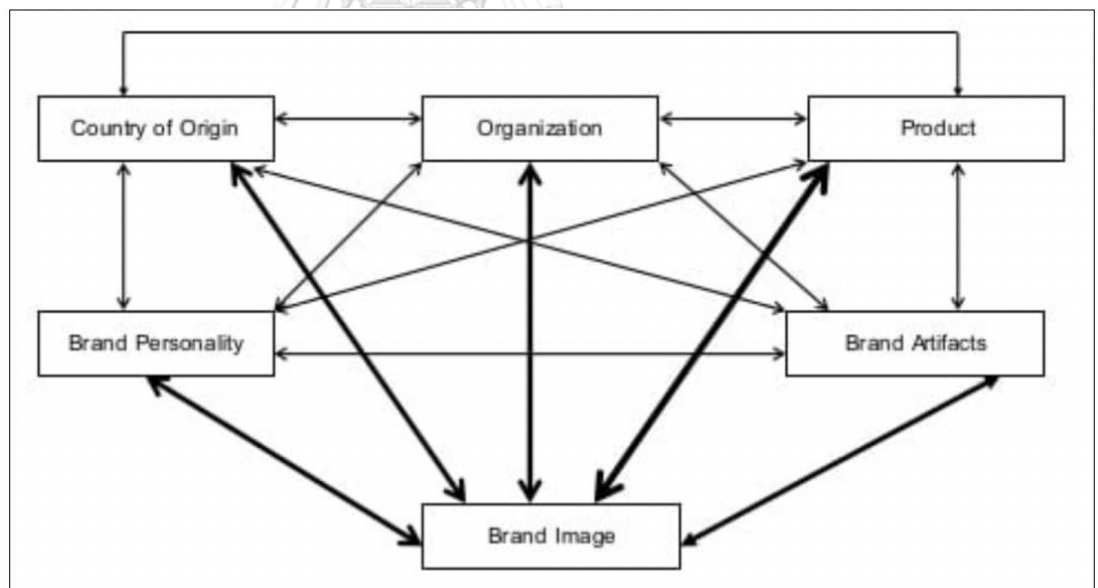 Country of Origin
Organization
Product
Brand Personality
Brand Artifacts
Brand Image